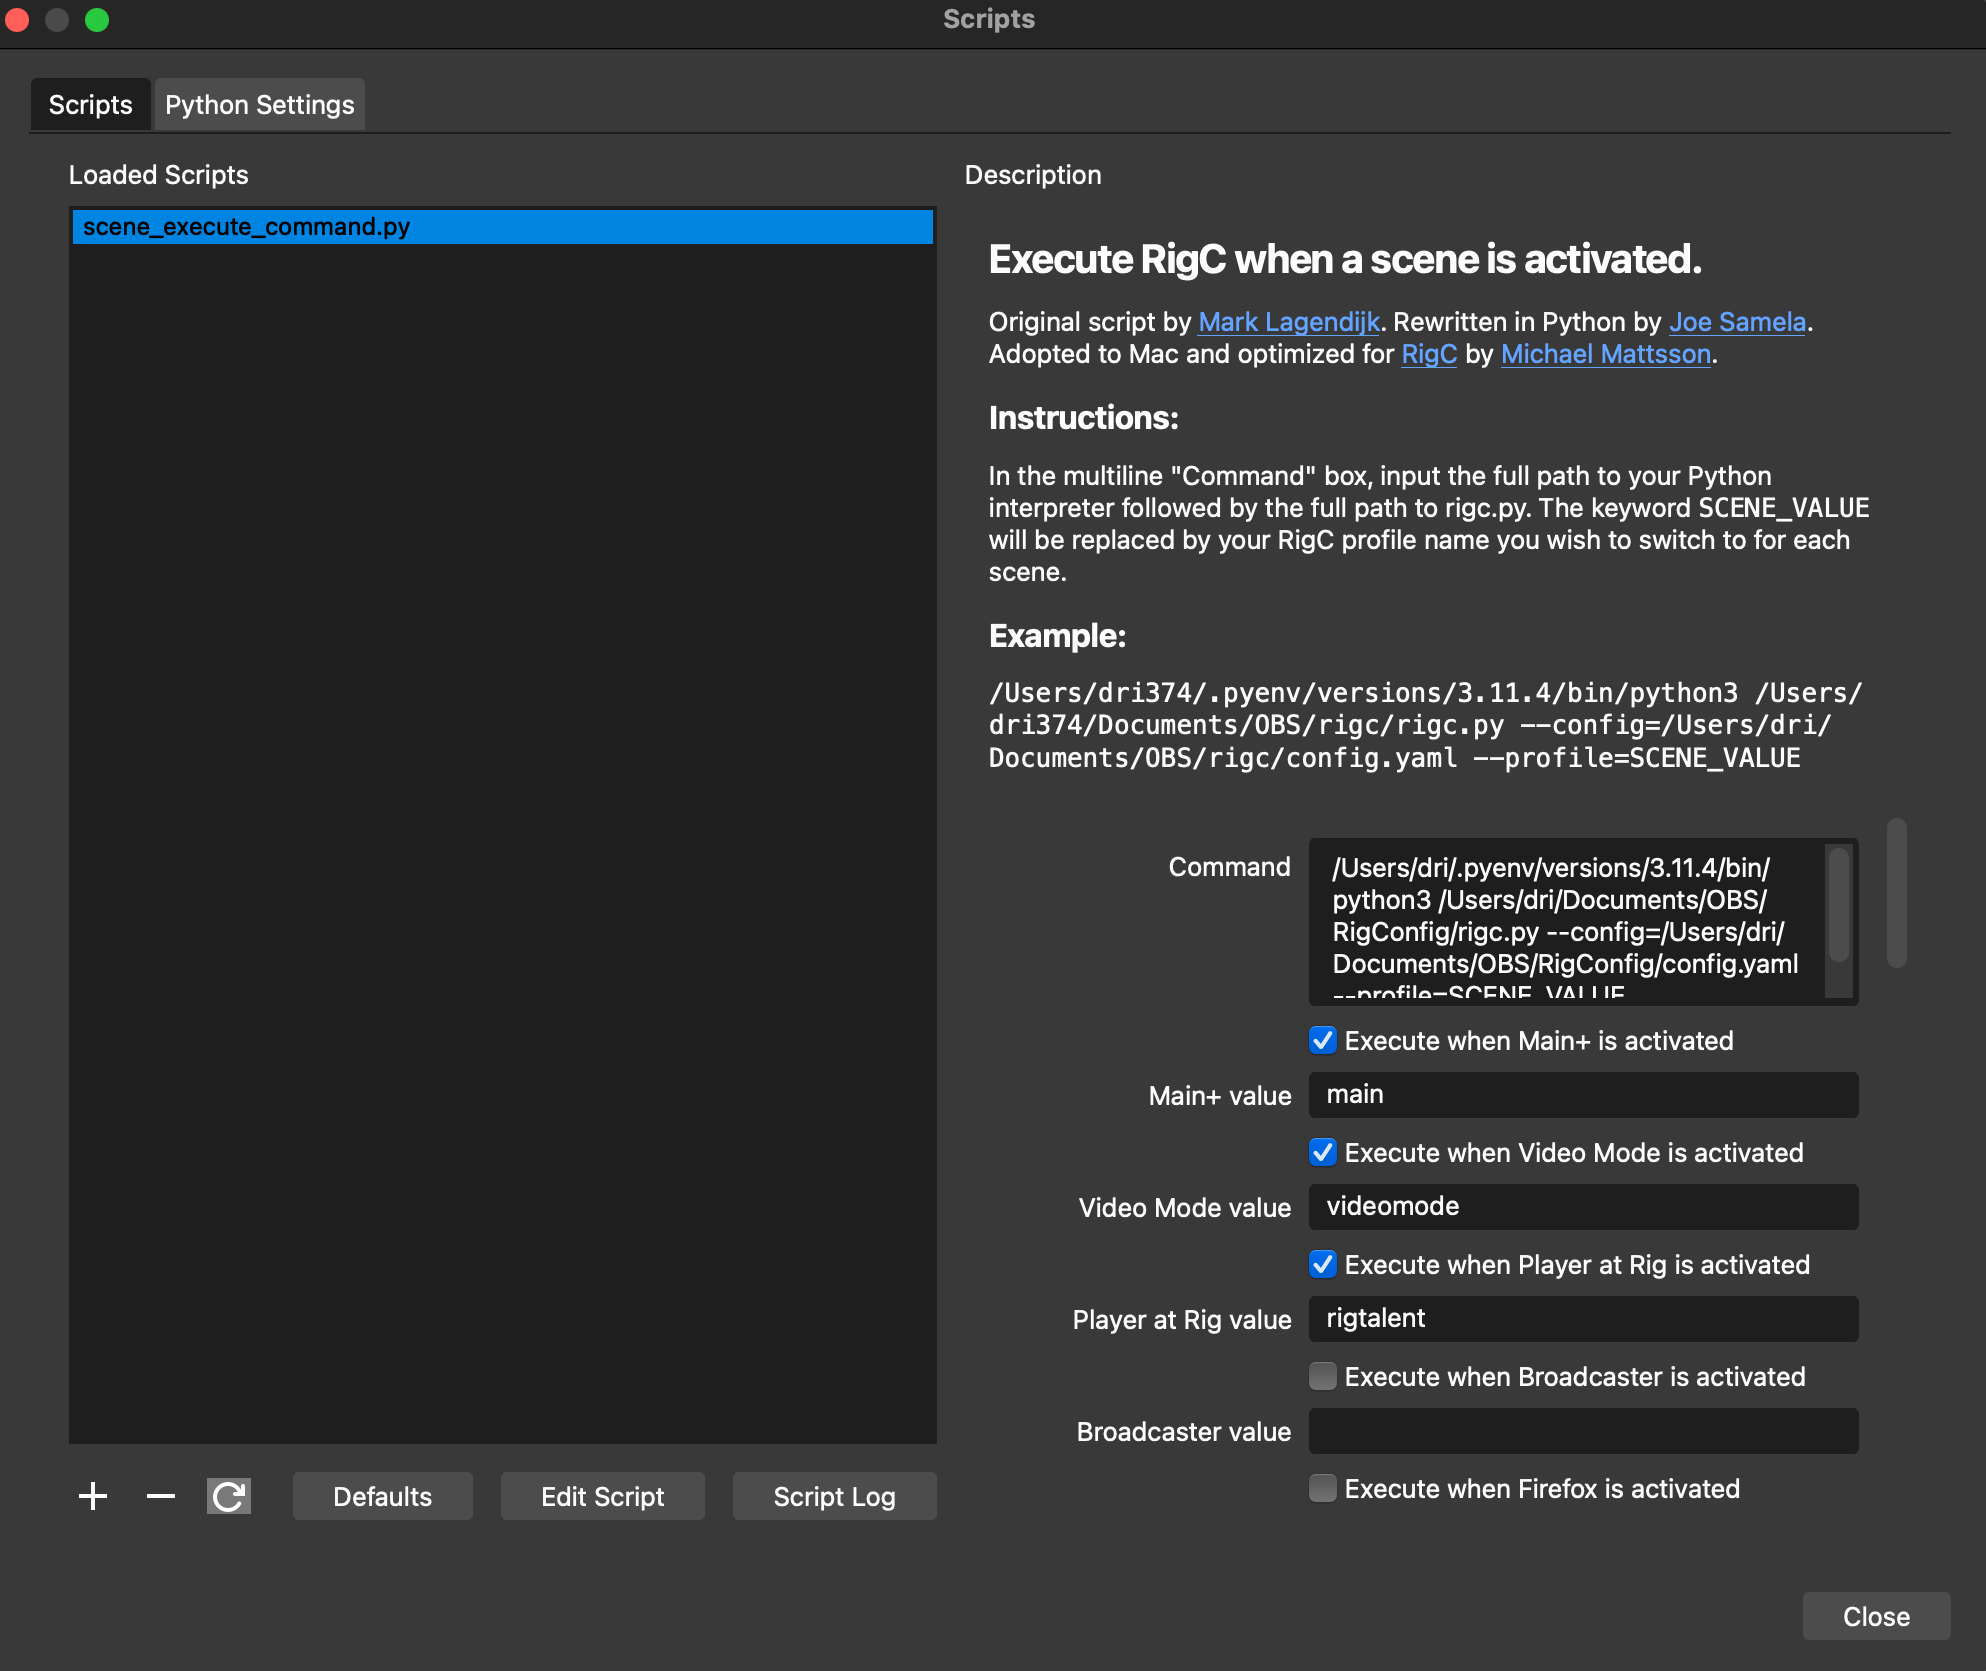 Scripts
Scripts
Python Settings
Loaded Scripts
Description
scene_execute_command.py
Execute RigC when a scene is activated.
Original script by Mark Lagendijk. Rewritten in Python by Joe Samela.
Adopted to Mac and optimized for RigC by Michael Mattsson.
Instructions:
In the multiline "Command" box, input the full path to your Python
interpreter followed by the full path to rigc.py. The keyword SCENE_VALUE
will be replaced by your RigC profile name you wish to switch to for each
scene.
Example:
/Users/dri374/.pyenv/versions/3.11.4/bin/python3 /Users/
dri374/Documents/OBS/rigc/rigc.py --config=/Users/dri/
Documents/OBS/rigc/config.yaml --profile=SCENE_VALUE
Command
/Users/dri/.pyenv/versions/3.11.4/bin/
python3 /Users/dri/Documents/OBS/
RigConfig/rigc.py --config=/Users/dri/
Documents/OBS/RigConfig/config.yaml
--profile=SCENE_VALUE
Execute when Main+ is activated
Main+ value
main
Execute when Video Mode is activated
Video Mode value
videomode
Execute when Player at Rig is activated
Player at Rig value
rigtalent
Execute when Broadcaster is activated
Broadcaster value
Execute when Firefox is activated
Defaults
Edit Script
Script Log
Close